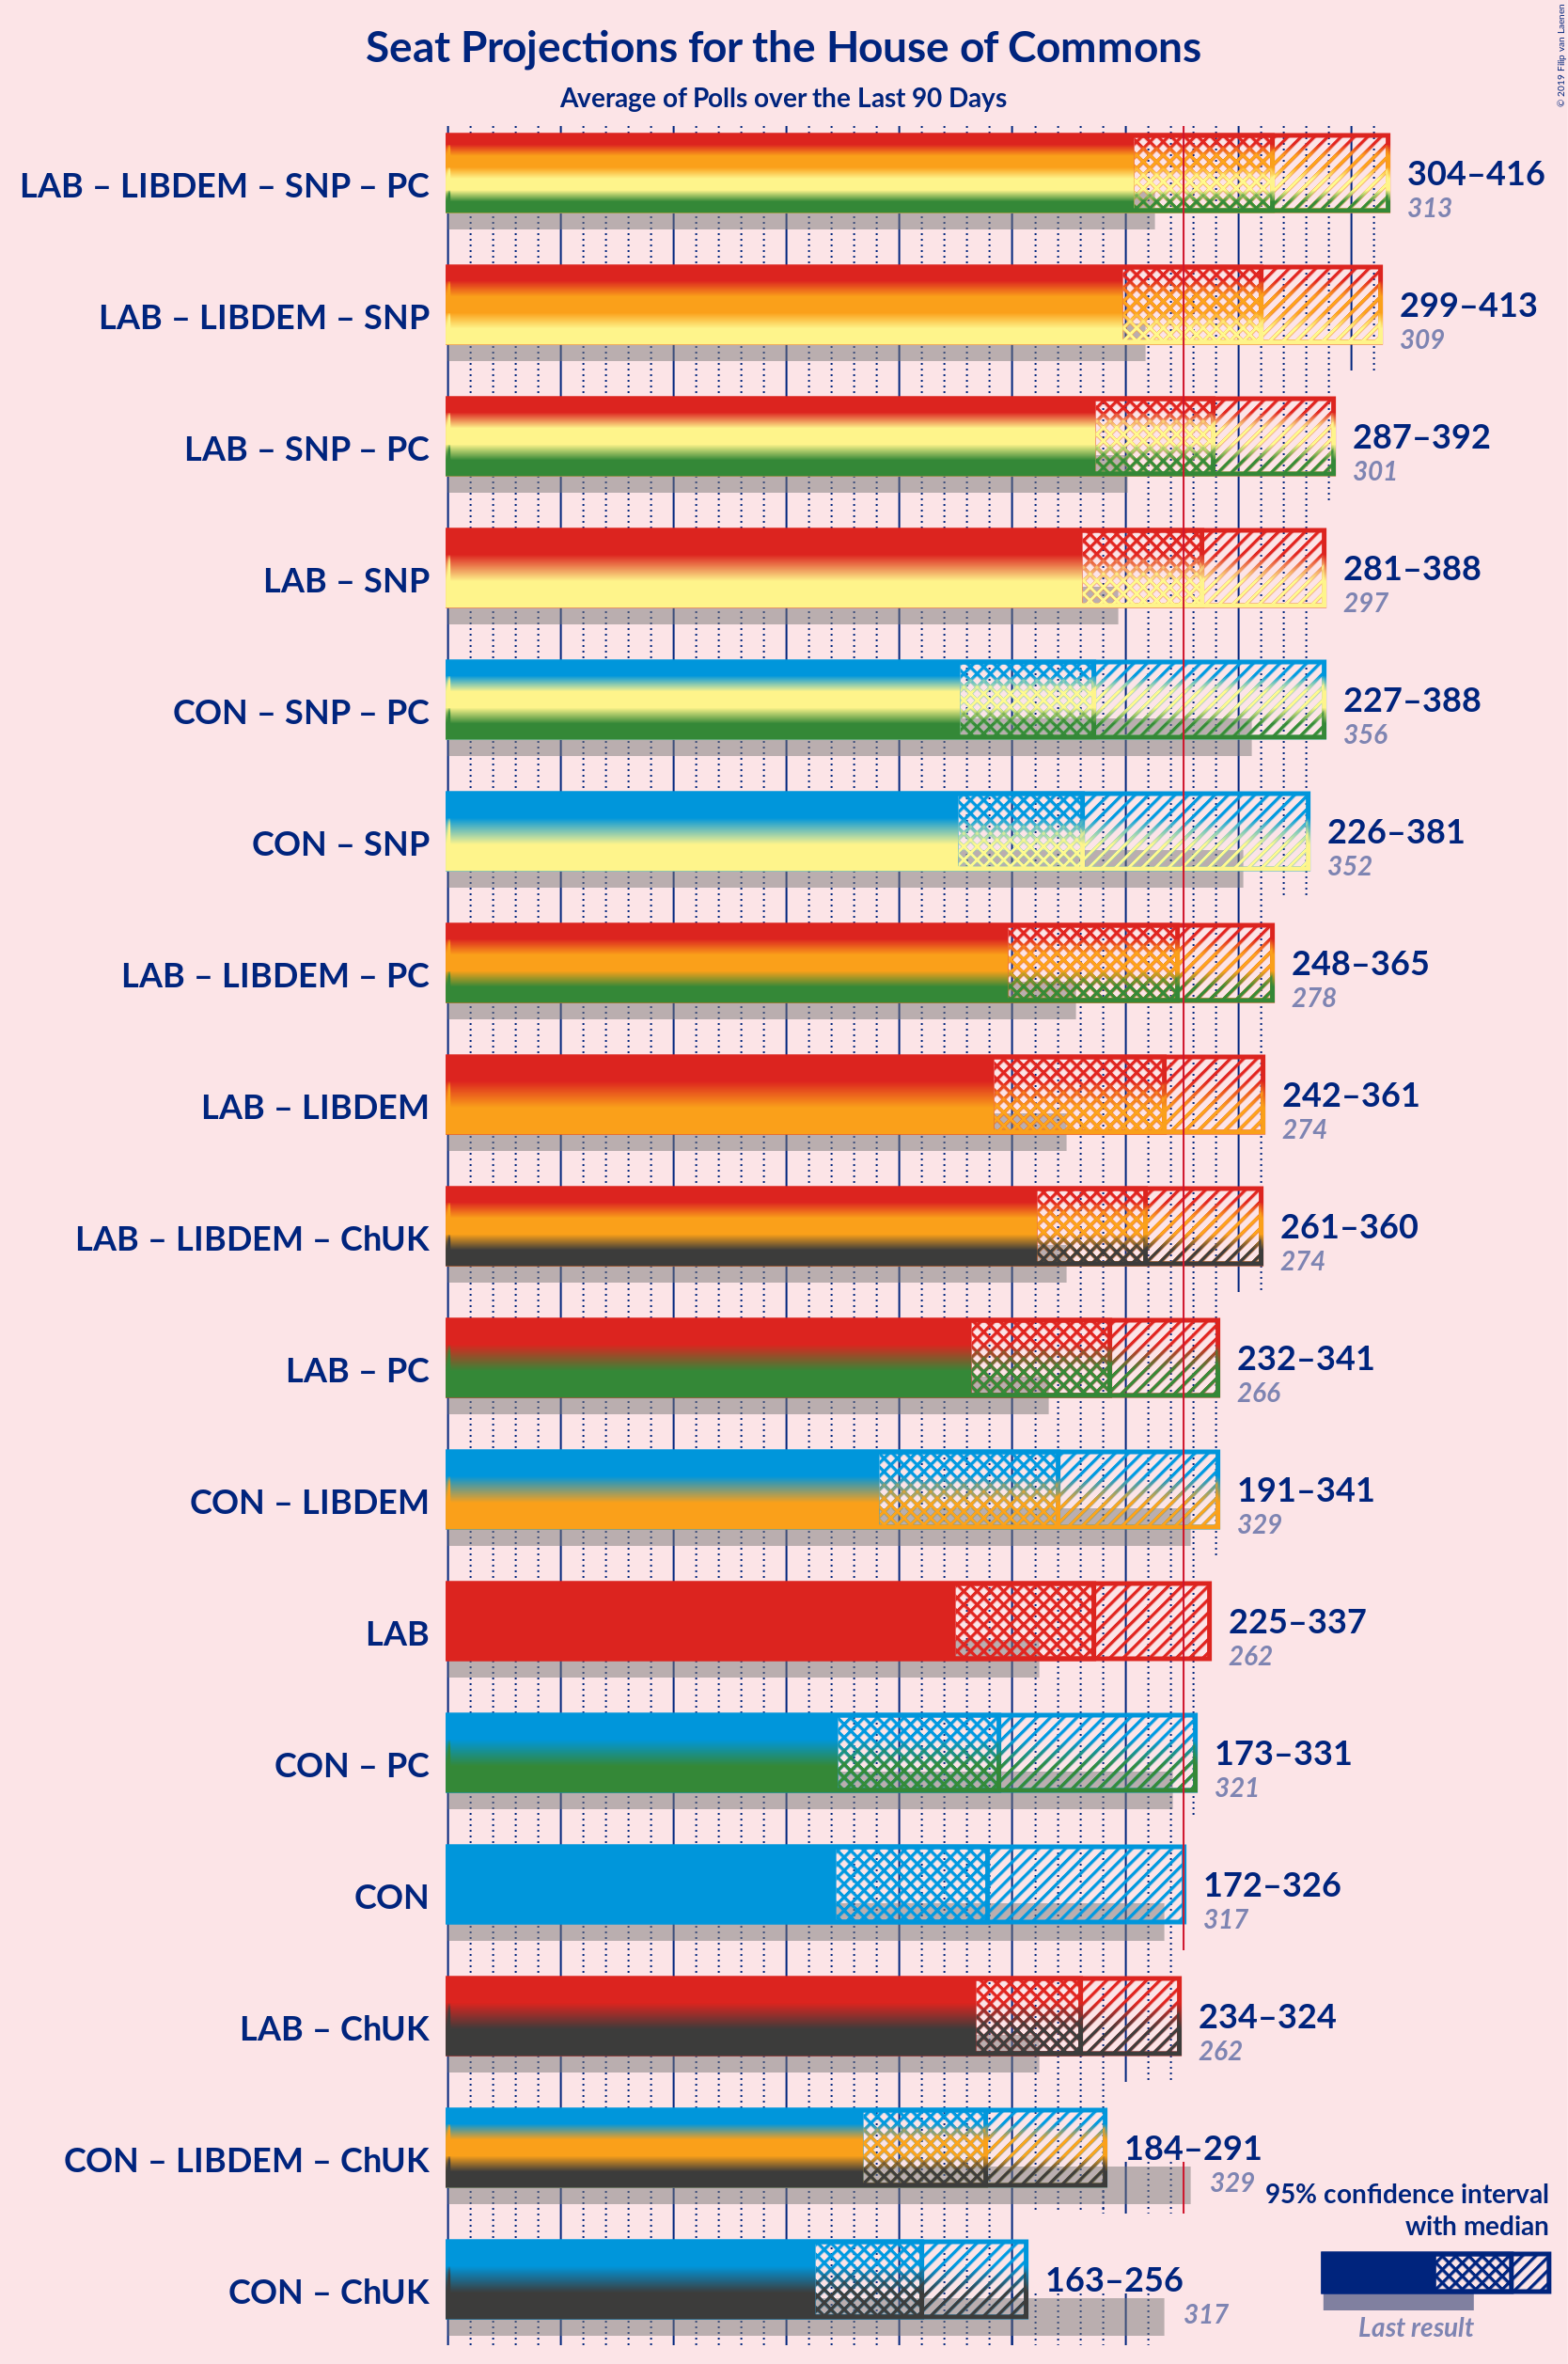 Seat Projections for the House of Commons
Average of Polls over the Last 90 Days
© 2019 Filip van Laenen
LAB – LIBDEM – SNP – PC
304–416
313
LAB – LIBDEM – SNP
299–413
309
LAB – SNP – PC
287–392
301
LAB – SNP
281–388
297
CON – SNP – PC
227–388
356
CON – SNP
226–381
352
LAB – LIBDEM – PC
248–365
278
LAB – LIBDEM
242–361
274
LAB – LIBDEM – ChUK
261–360
274
LAB – PC
232–341
266
CON – LIBDEM
191–341
329
LAB
225–337
262
CON – PC
173–331
321
CON
172–326
317
LAB – ChUK
234–324
262
CON – LIBDEM – ChUK
184–291
329
CON – ChUK
163–256
317
95% confidence interval
with median
Last result